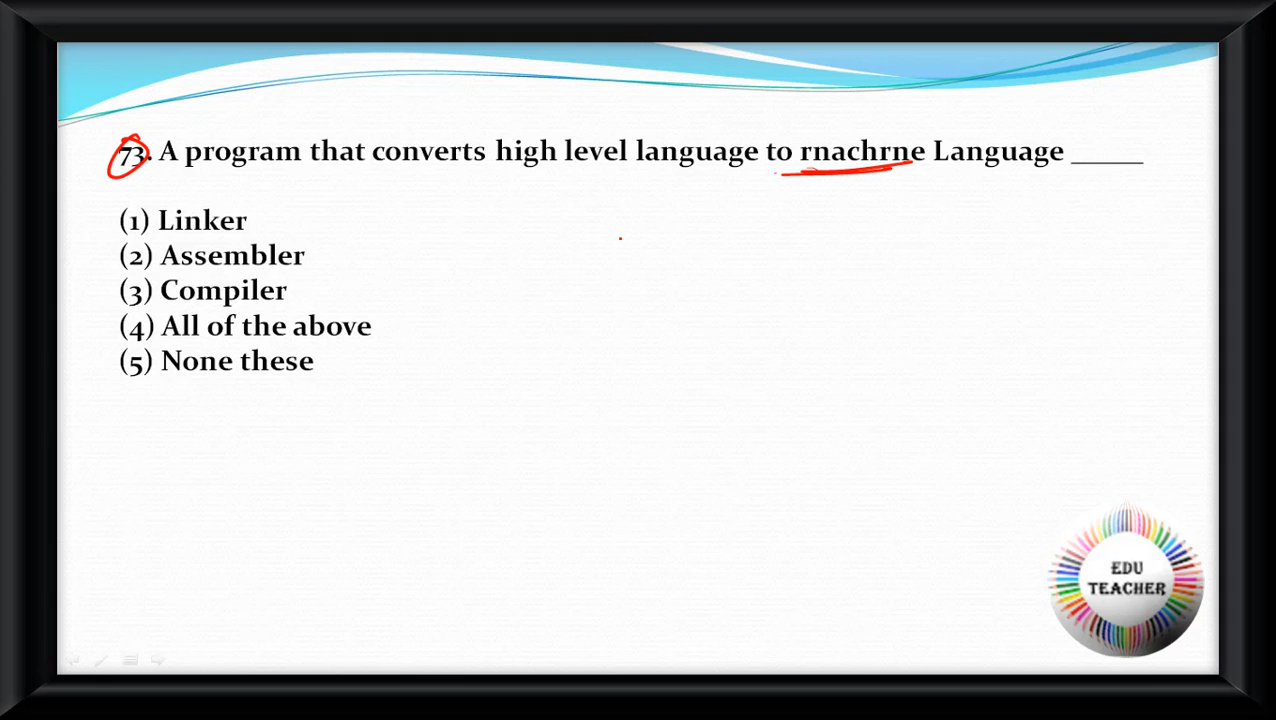 73. A program that converts high level language to rnachrne Language _____
(1) Linker
(2) Assembler
(3) Compiler
(4) All of the above
(5) None these
EDU
TEACHER